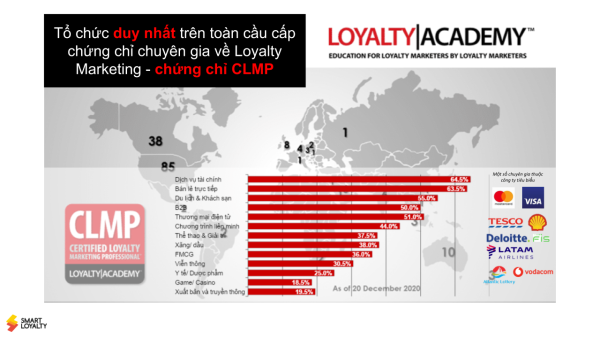 Tổ chức duy nhất trên toàn cầu cấp
chứng chỉ chuyên gia về Loyalty
Marketing - chứng chỉ CLMP
LOYALTY|ACADEMY™
EDUCATION FOR LOYALTY MARKETERS BY LOYALTY MARKETERS
38
85
8
4
3
2
1
1
10
Dịch vụ tài chính 64,5%
Bán lẻ trực tiếp 63,5%
Du lịch & Khách sạn 55.0%
B2B 50.0%
Thương mại điện tử 51.0%
Chương trình liên minh 44.0%
Thể thao & Giải trí 37.5%
Xăng/ dầu 38.0%
FMCG 36.0%
Viễn thông 30.5%
Y tế/ Dược phẩm 25.0%
Game/ Casino 18.5%
Xuất bản và truyền thông 19.5%
As of 20 December 2020
CLMP
CERTIFIED LOYALTY
MARKETING PROFESSIONAL
LOYALTY|ACADEMY
Một số chuyên gia thuộc
công ty tiêu biểu
mastercard
VISA
TESCO
Deloitte.
FIS
LATAM
AIRLINES
Atlantic Lottery
vodacom
SMART
LOYALTY